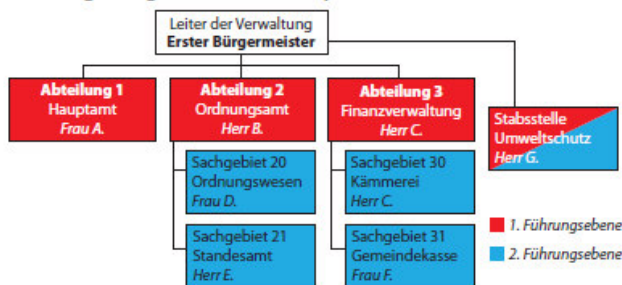 Leiter der Verwaltung
Erster Bürgermeister
Abteilung 1
Hauptamt
Frau A.
Abteilung 2
Ordnungsamt
Herr B.
Abteilung 3
Finanzverwaltung
Herr C.
Stabsstelle
Umweltschutz
Herr G.
Sachgebiet 20
Ordnungswesen
Frau D.
Sachgebiet 30
Kämmerei
Herr C.
Sachgebiet 21
Standesamt
Herr E.
Sachgebiet 31
Gemeindekasse
Frau F.
1. Führungsebene
2. Führungsebene